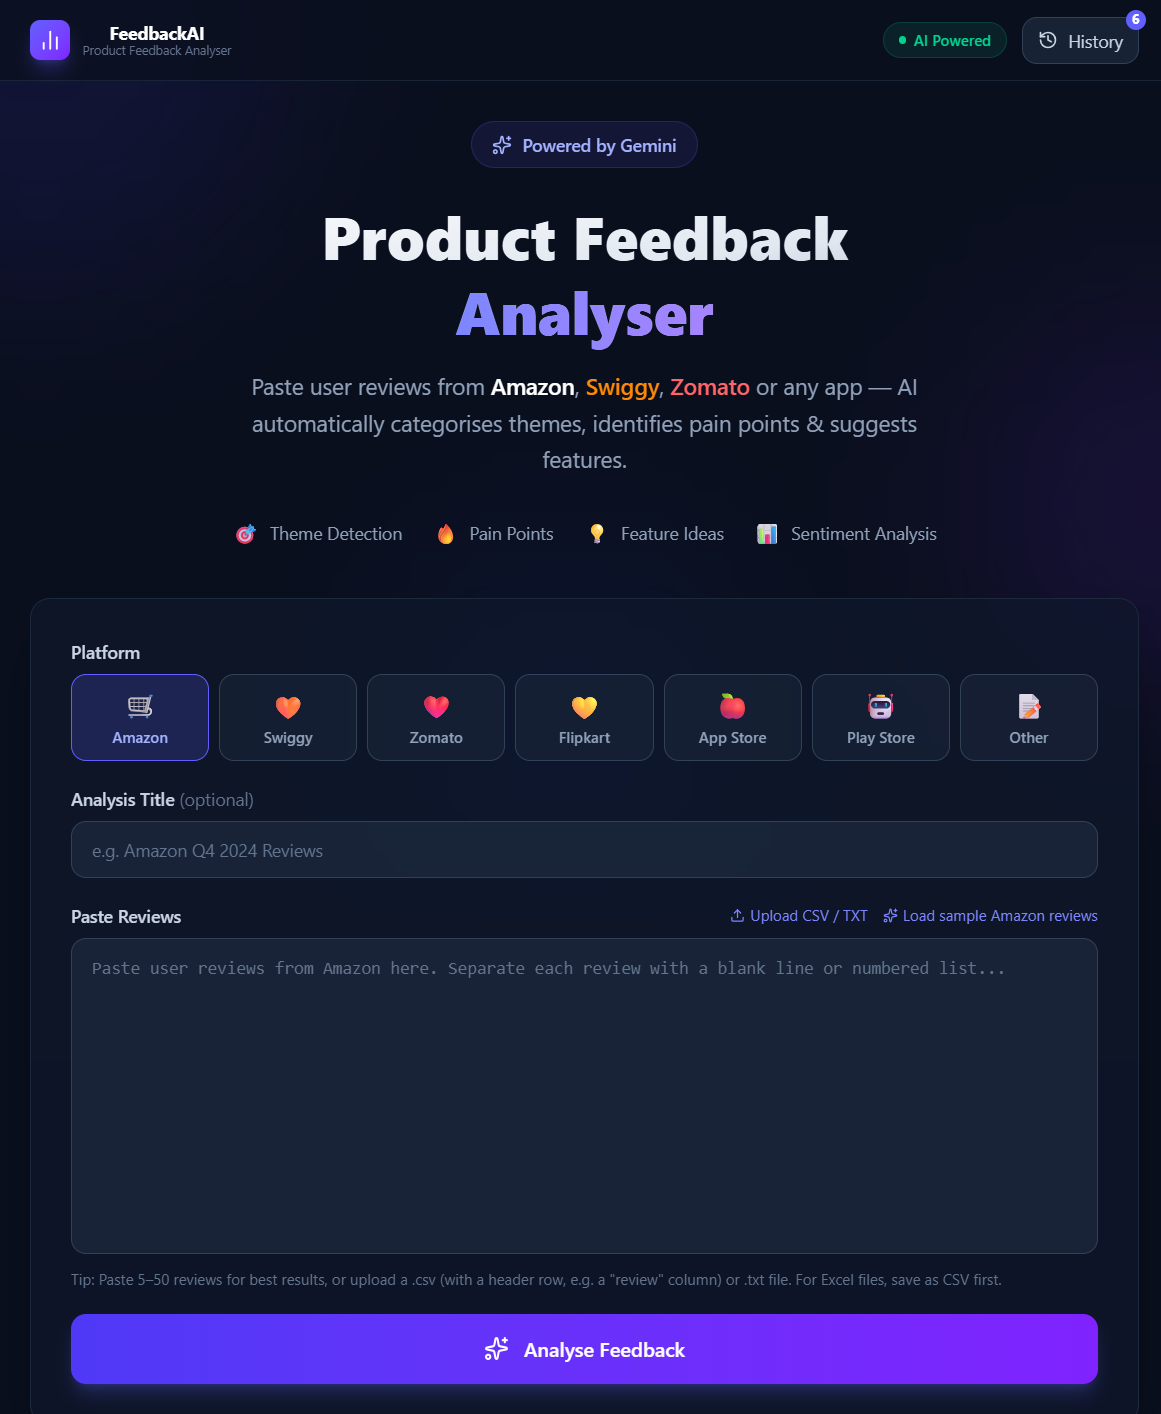 FeedbackAI
Product Feedback Analyser
AI Powered
History
6
Powered by Gemini
Product Feedback
Analyser
Paste user reviews from Amazon, Swiggy, Zomato or any app — AI
automatically categorises themes, identifies pain points & suggests
features.
Theme Detection
Pain Points
Feature Ideas
Sentiment Analysis
Platform
Amazon
Swiggy
Zomato
Flipkart
App Store
Play Store
Other
Analysis Title (optional)
e.g. Amazon Q4 2024 Reviews
Paste Reviews
Upload CSV / TXT
Load sample Amazon reviews
Paste user reviews from Amazon here. Separate each review with a blank line or numbered list...
Tip: Paste 5–50 reviews for best results, or upload a .csv (with a header row, e.g. a "review" column) or .txt file. For Excel files, save as CSV first.
Analyse Feedback